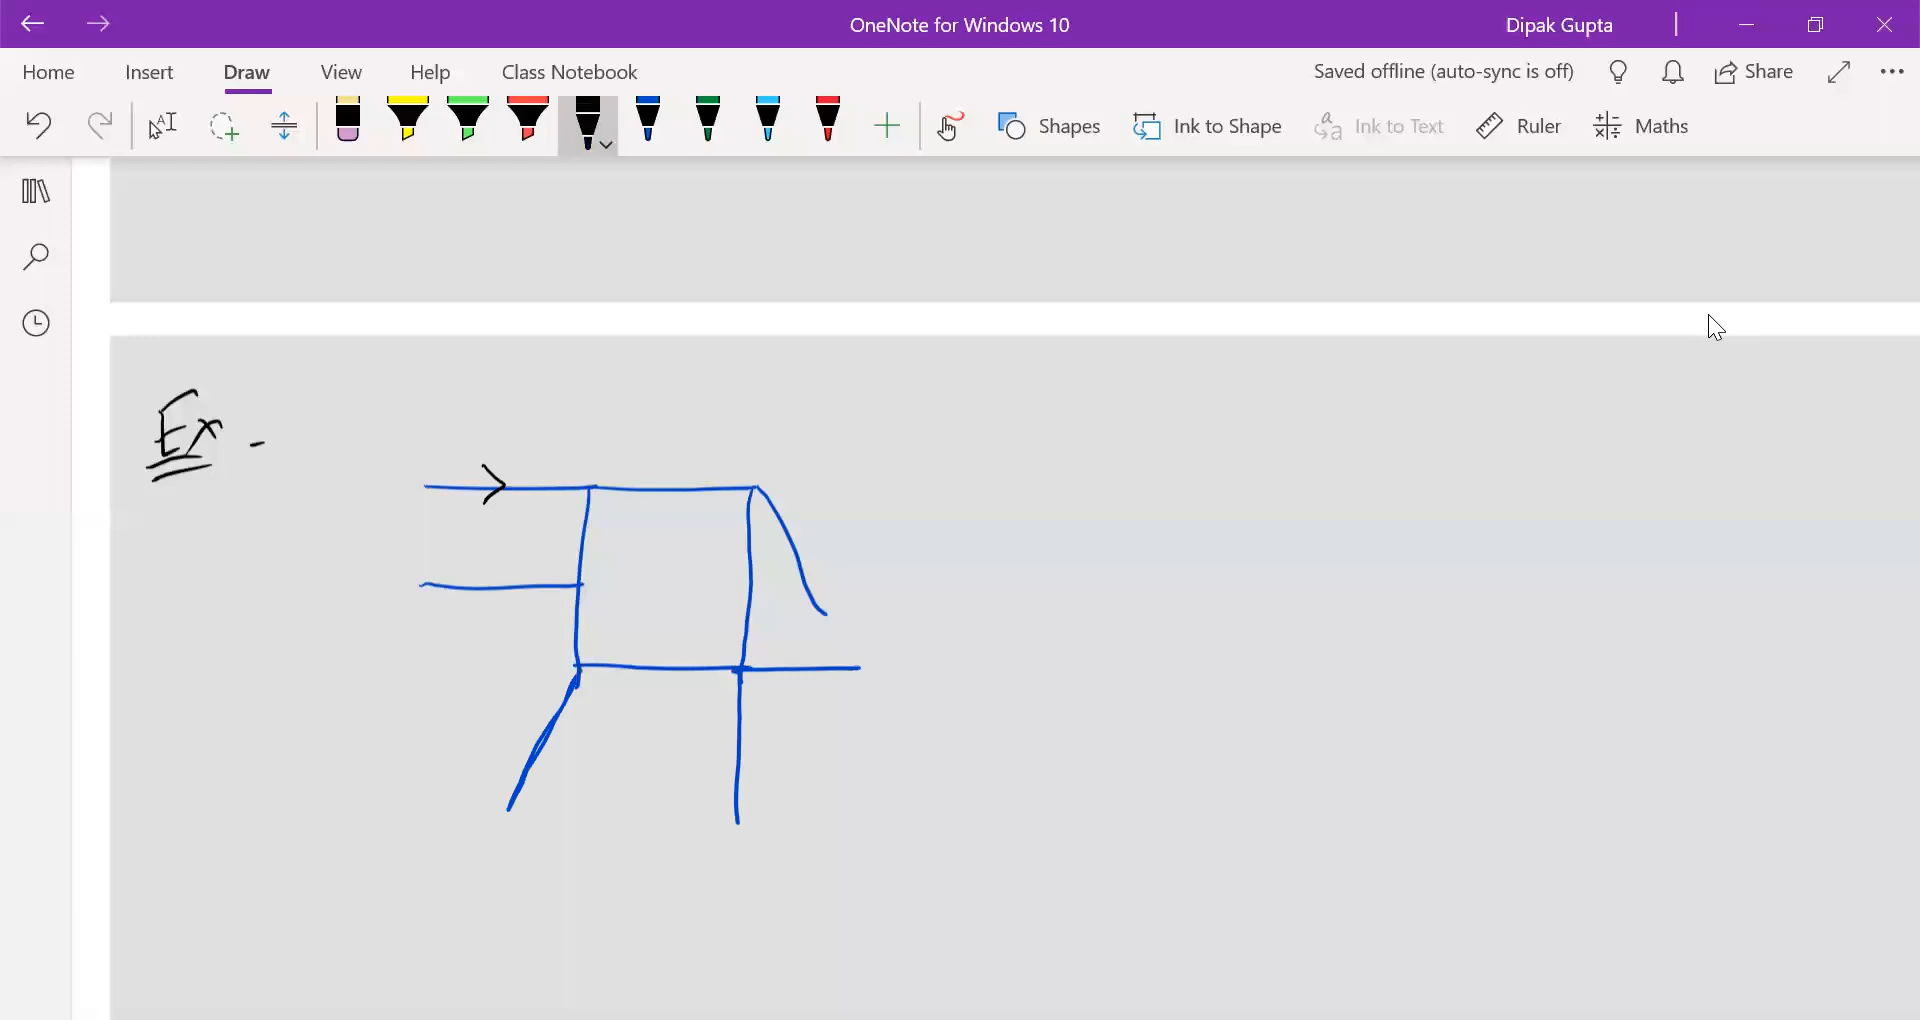 OneNote for Windows 10
Dipak Gupta
Home Insert Draw View Help Class Notebook
Saved offline (auto-sync is off)
Share
Shapes
Ink to Shape
Ink to Text
Ruler
Maths
Ex -